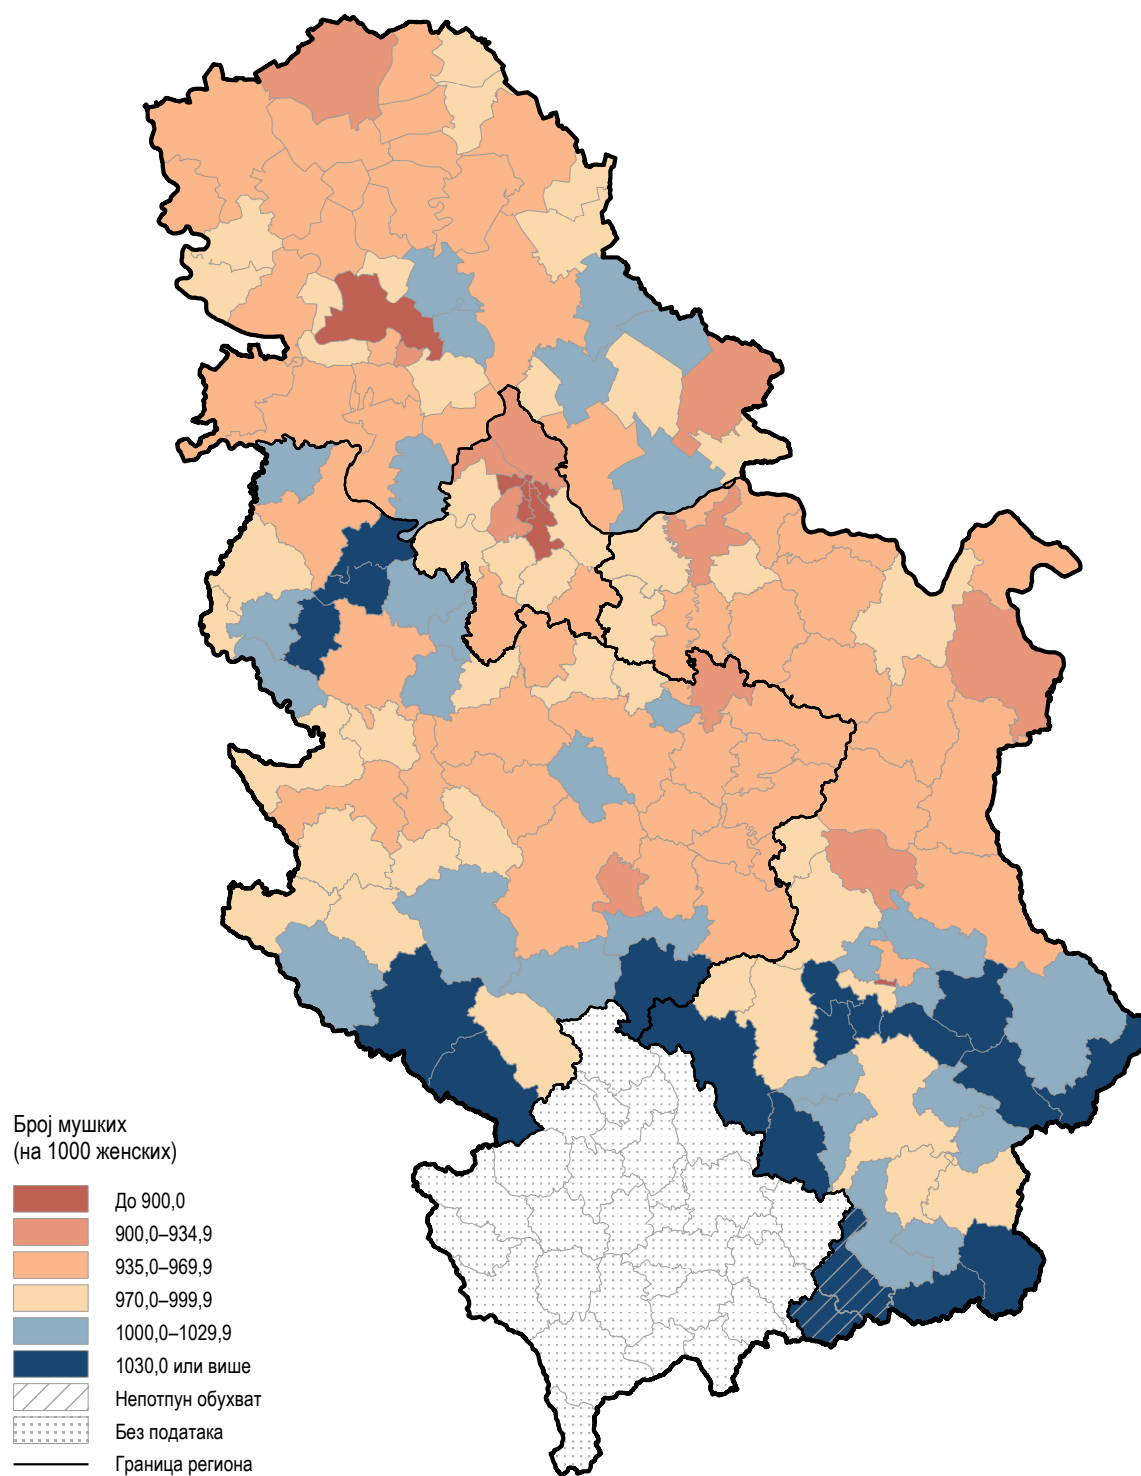 Број мушких
(на 1000 женских)
До 900,0
900,0–934,9
935,0–969,9
970,0–999,9
1000,0–1029,9
1030,0 или више
Непотпун обухват
Без података
Граница региона